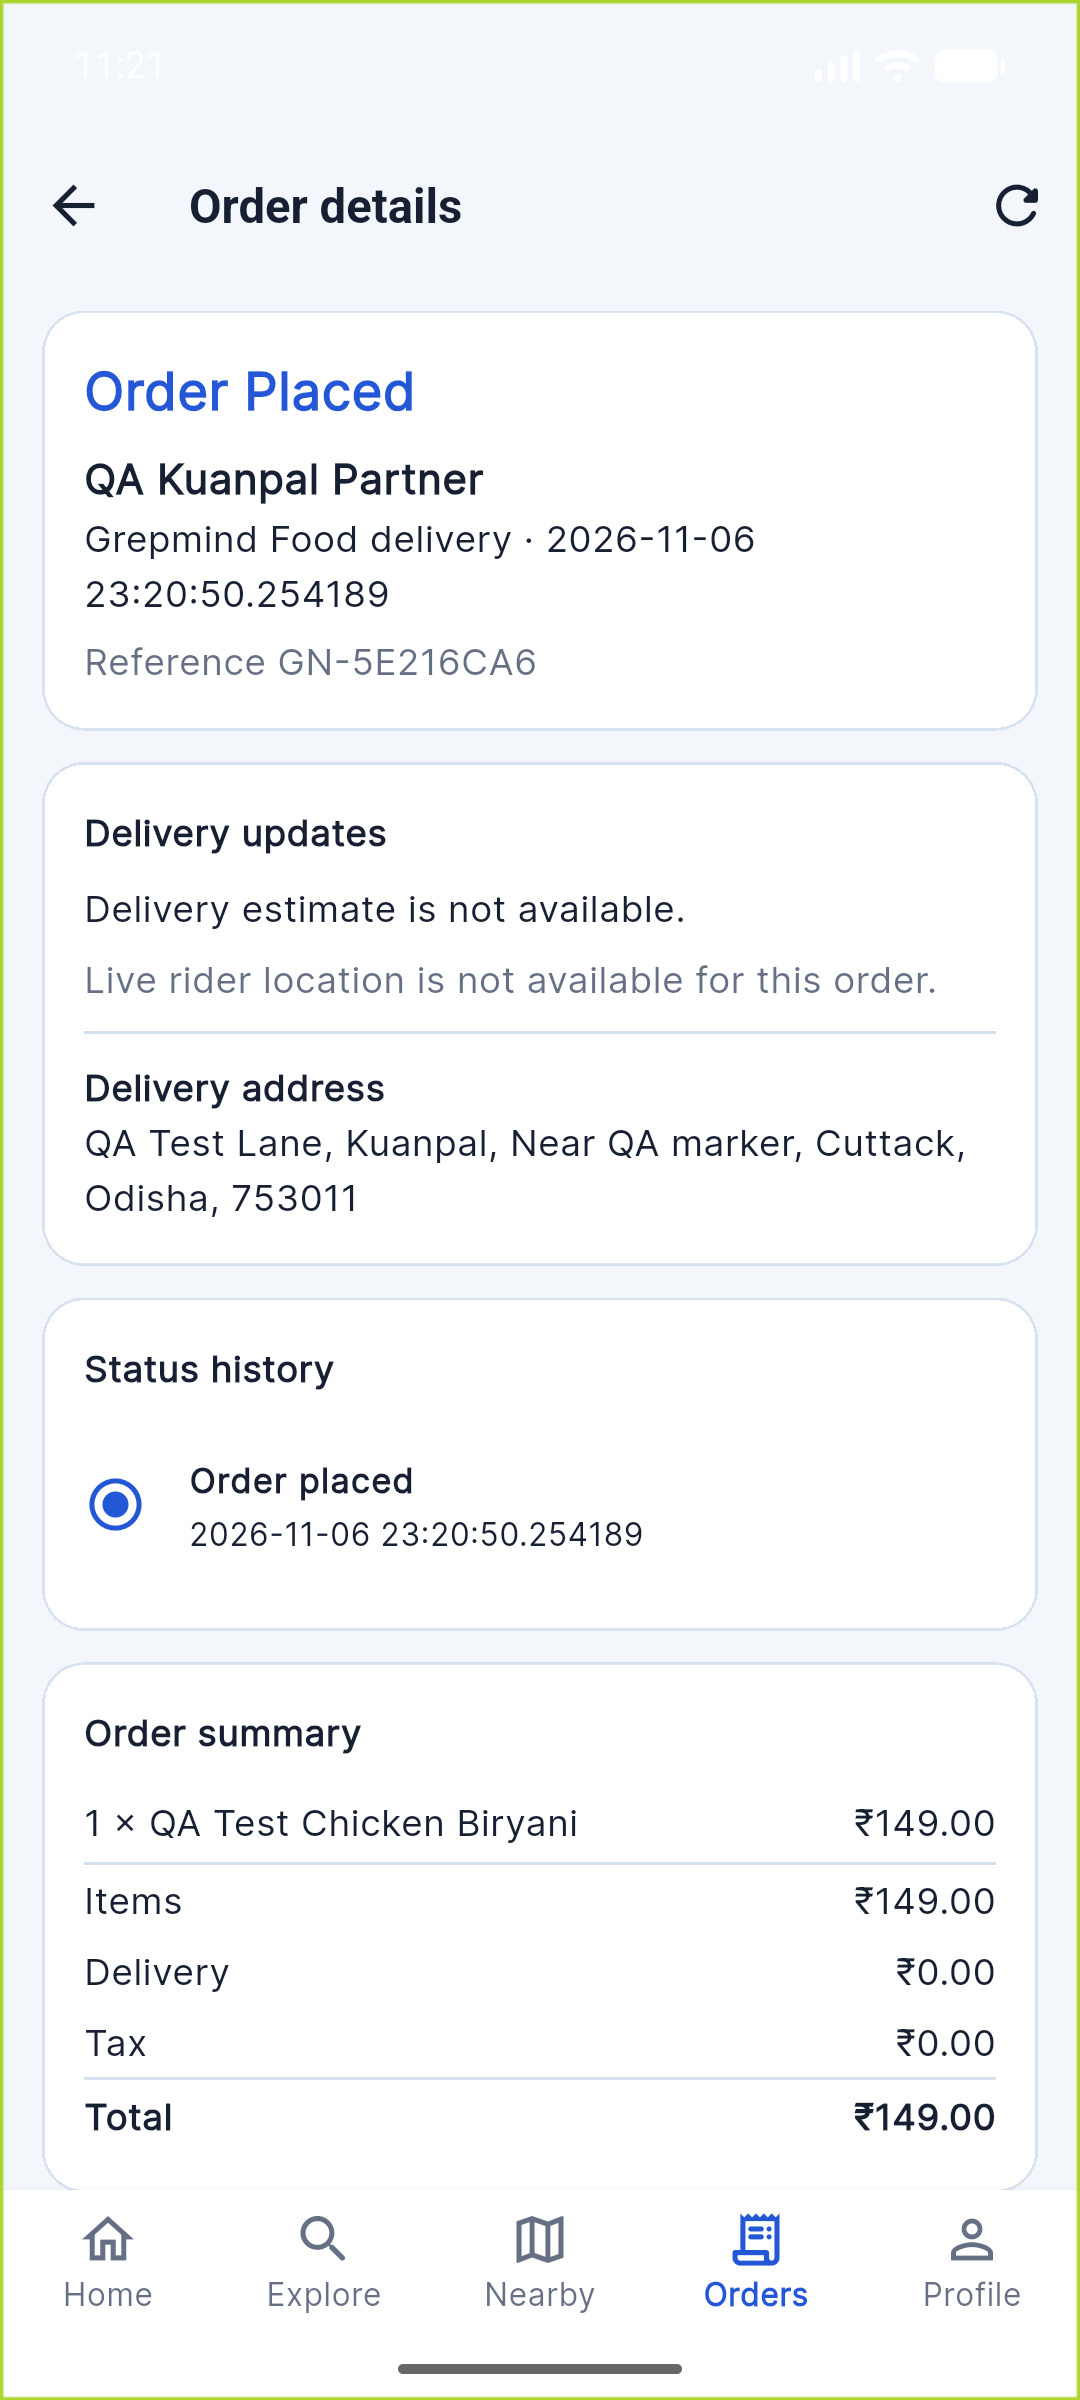 11:21
Order details
Order Placed
QA Kuanpal Partner
Grepmind Food delivery · 2026-11-06
23:20:50.254189
Reference GN-5E216CA6
Delivery updates
Delivery estimate is not available.
Live rider location is not available for this order.
Delivery address
QA Test Lane, Kuanpal, Near QA marker, Cuttack,
Odisha, 753011
Status history
Order placed
2026-11-06 23:20:50.254189
Order summary
1 × QA Test Chicken Biryani ₹149.00
Items ₹149.00
Delivery ₹0.00
Tax ₹0.00
Total ₹149.00
Home Explore Nearby Orders Profile